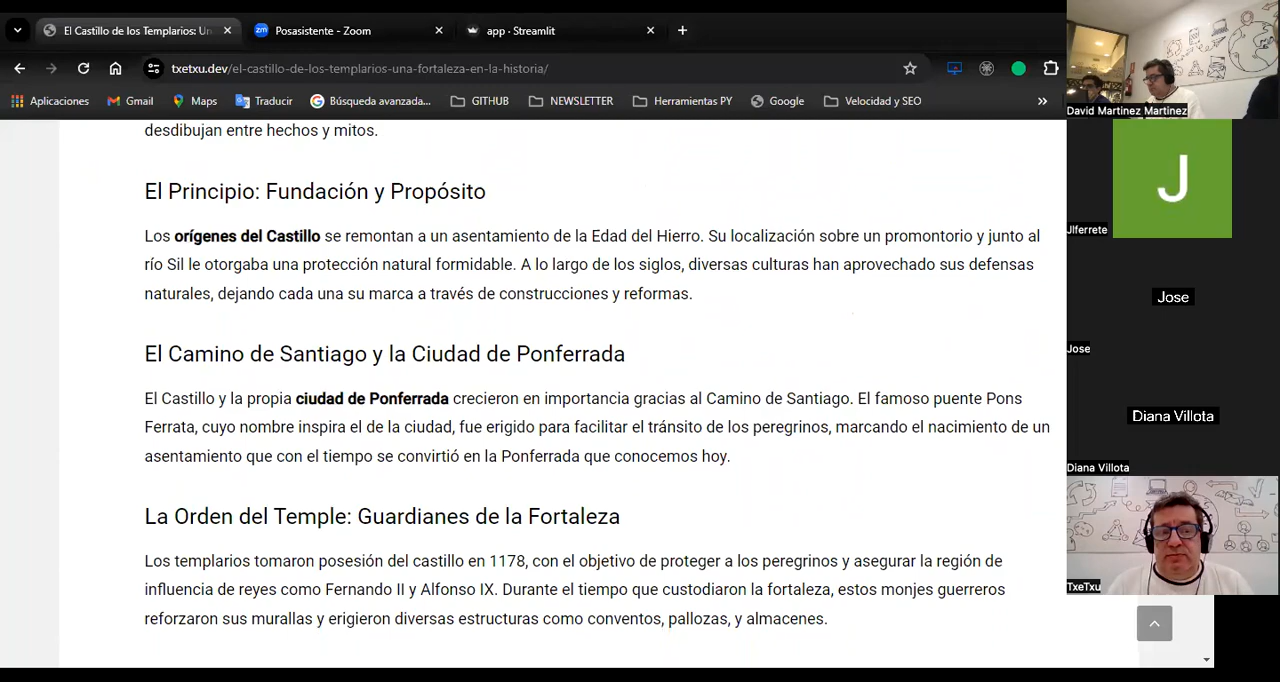 El Castillo de los Templarios: Un
Posasistente - Zoom
app · Streamlit
txetxu.dev/el-castillo-de-los-templarios-una-fortaleza-en-la-historia/
Aplicaciones
Gmail
Maps
Traducir
Búsqueda avanzada...
GITHUB
NEWSLETTER
Herramientas PY
Google
Velocidad y SEO
desdibujan entre hechos y mitos.
El Principio: Fundación y Propósito
Los orígenes del Castillo se remontan a un asentamiento de la Edad del Hierro. Su localización sobre un promontorio y junto al
río Sil le otorgaba una protección natural formidable. A lo largo de los siglos, diversas culturas han aprovechado sus defensas
naturales, dejando cada una su marca a través de construcciones y reformas.
El Camino de Santiago y la Ciudad de Ponferrada
El Castillo y la propia ciudad de Ponferrada crecieron en importancia gracias al Camino de Santiago. El famoso puente Pons
Ferrata, cuyo nombre inspira el de la ciudad, fue erigido para facilitar el tránsito de los peregrinos, marcando el nacimiento de un
asentamiento que con el tiempo se convirtió en la Ponferrada que conocemos hoy.
La Orden del Temple: Guardianes de la Fortaleza
Los templarios tomaron posesión del castillo en 1178, con el objetivo de proteger a los peregrinos y asegurar la región de
influencia de reyes como Fernando II y Alfonso IX. Durante el tiempo que custodiaron la fortaleza, estos monjes guerreros
reforzaron sus murallas y erigieron diversas estructuras como conventos, pallozas, y almacenes.
David Martinez Martinez
J
Jlferrete
Jose
Jose
Diana Villota
Diana Villota
TxeTxu